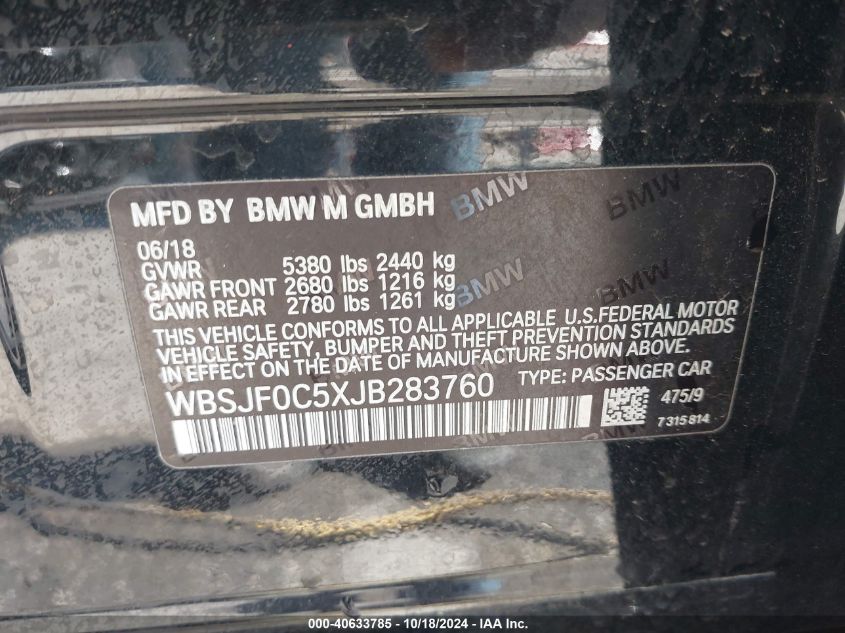 MFD BY BMW M GMBH
BMW BMW
06/18
GVWR 5380 lbs 2440 kg
GAWR FRONT 2680 lbs 1216 kg
GAWR REAR 2780 lbs 1261 kg
BMW BMW
THIS VEHICLE CONFORMS TO ALL APPLICABLE U.S.FEDERAL MOTOR
VEHICLE SAFETY, BUMPER AND THEFT PREVENTION STANDARDS
IN EFFECT ON THE DATE OF MANUFACTURE SHOWN ABOVE.
WBSJF0C5XJB283760 TYPE: PASSENGER CAR
475/9
7315814
BMW BMW
© - 40633785 - 10/18/2024 - IAA Inc.